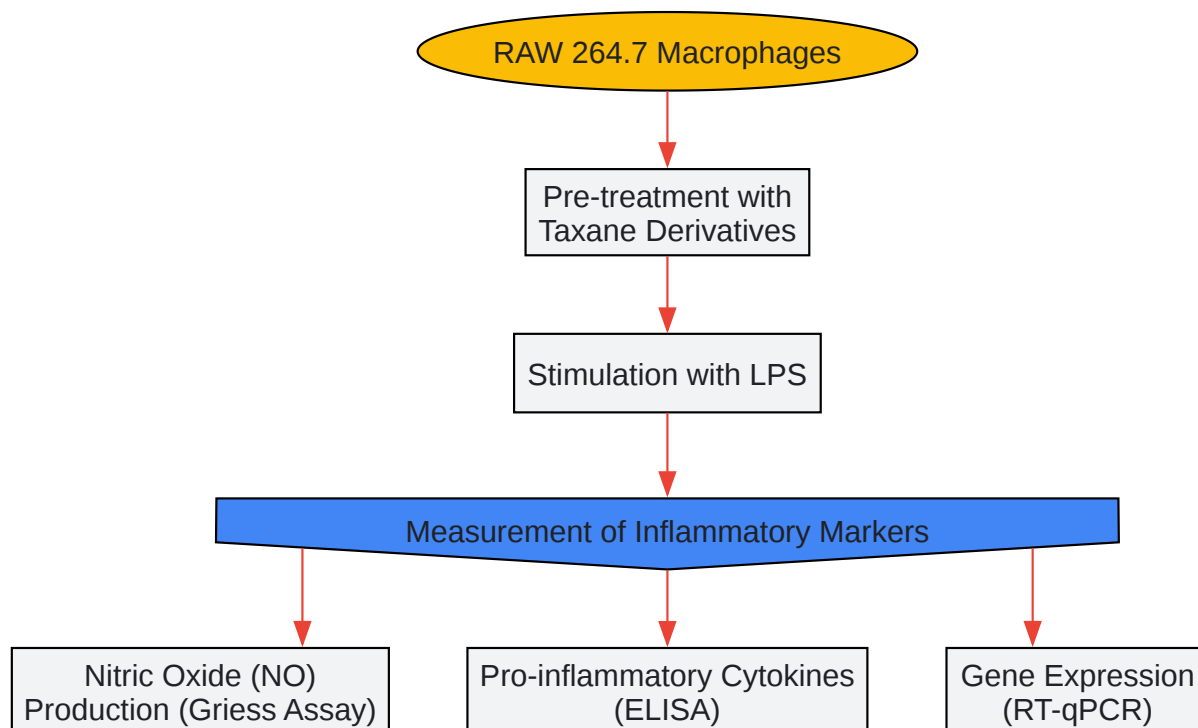 RAW 264.7 Macrophages
Pre-treatment with
Taxane Derivatives
Stimulation with LPS
Measurement of Inflammatory Markers
Nitric Oxide (NO)
Production (Griess Assay)
Pro-inflammatory Cytokines
(ELISA)
Gene Expression
(RT-qPCR)